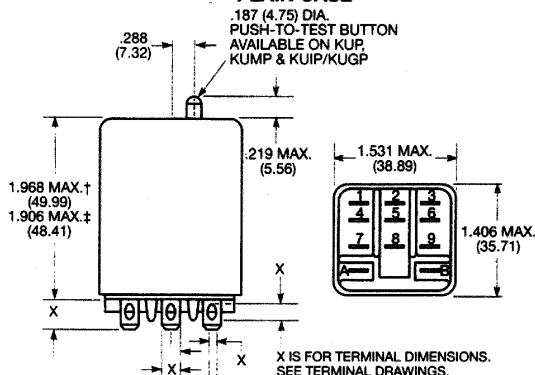 .187 (4.75) DIA.
PUSH-TO-TEST BUTTON
AVAILABLE ON KUP,
KUMP & KUIP/KUGP
.288
(7.32)
.219 MAX.
(5.56)
1.531 MAX.
(38.89)
1.968 MAX.†
(49.99)
1.906 MAX.‡
(48.41)
1 2 3
4 5 6
7 8 9
A B
1.406 MAX.
(35.71)
X
X
X
X
X IS FOR TERMINAL DIMENSIONS.
SEE TERMINAL DRAWINGS.